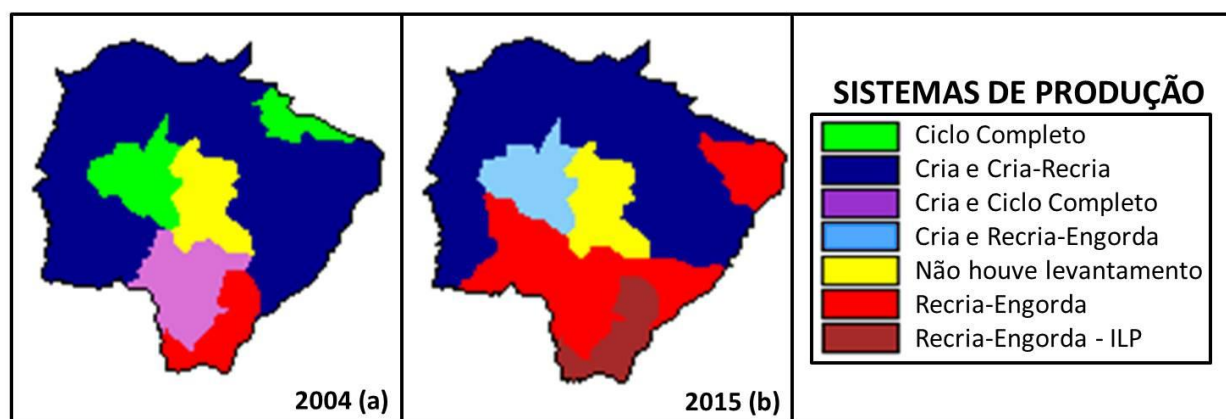 2004 (a)
2015 (b)
SISTEMAS DE PRODUÇÃO
Ciclo Completo
Cria e Cria-Recria
Cria e Ciclo Completo
Cria e Recria-Engorda
Não houve levantamento
Recria-Engorda
Recria-Engorda - ILP